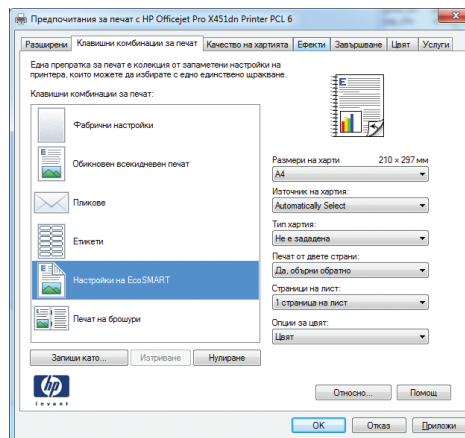 Предпочитания за печат с HP Officejet Pro X451dn Printer PCL 6
Разширени Клавишни комбинации за печат Качество на хартията Ефекти Завършване Цвят Услуги
Една препратка за печат е колекция от запаметени настройки на
принтера, които можете да избирате с едно единствено щракване.
Клавишни комбинации за печат:
Фабрични настройки
Обикновен всекидневен печат
Пликове
Етикети
Настройки на EcoSMART
Печат на брошури
Размери на харти 210 × 297 мм
A4
Източник на хартия:
Automatically Select
Тип хартия:
Не е зададена
Печат от двете страни:
Да, обърни обратно
Страници на лист:
1 страница на лист
Опции за цвят:
Цвят
Запиши като... Изтриване Нулиране
hp
invent
Относно... Помощ
OK Отказ Приложи